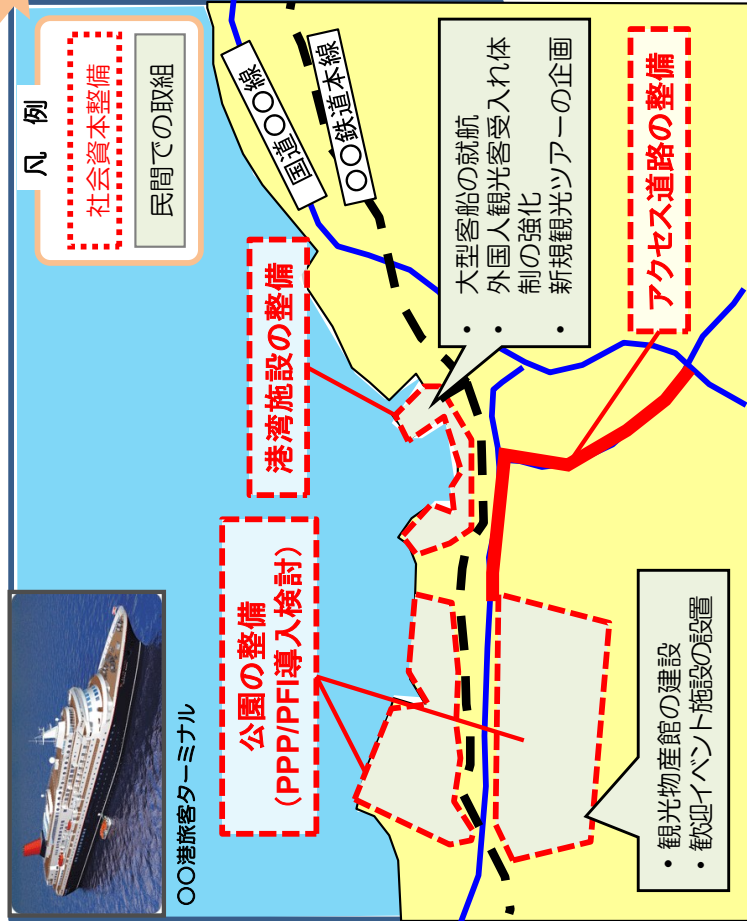 凡 例
社会資本整備
民間での取組
国道〇〇線
〇〇鉄道本線
〇〇港旅客ターミナル
公園の整備
(PPP/PFI導入検討)
港湾施設の整備
・ 大型客船の就航
・ 外国人観光客受入れ体
制の強化
・ 新規観光ツアーの企画
アクセス道路の整備
・観光物産館の建設
・歓迎イベント施設の設置